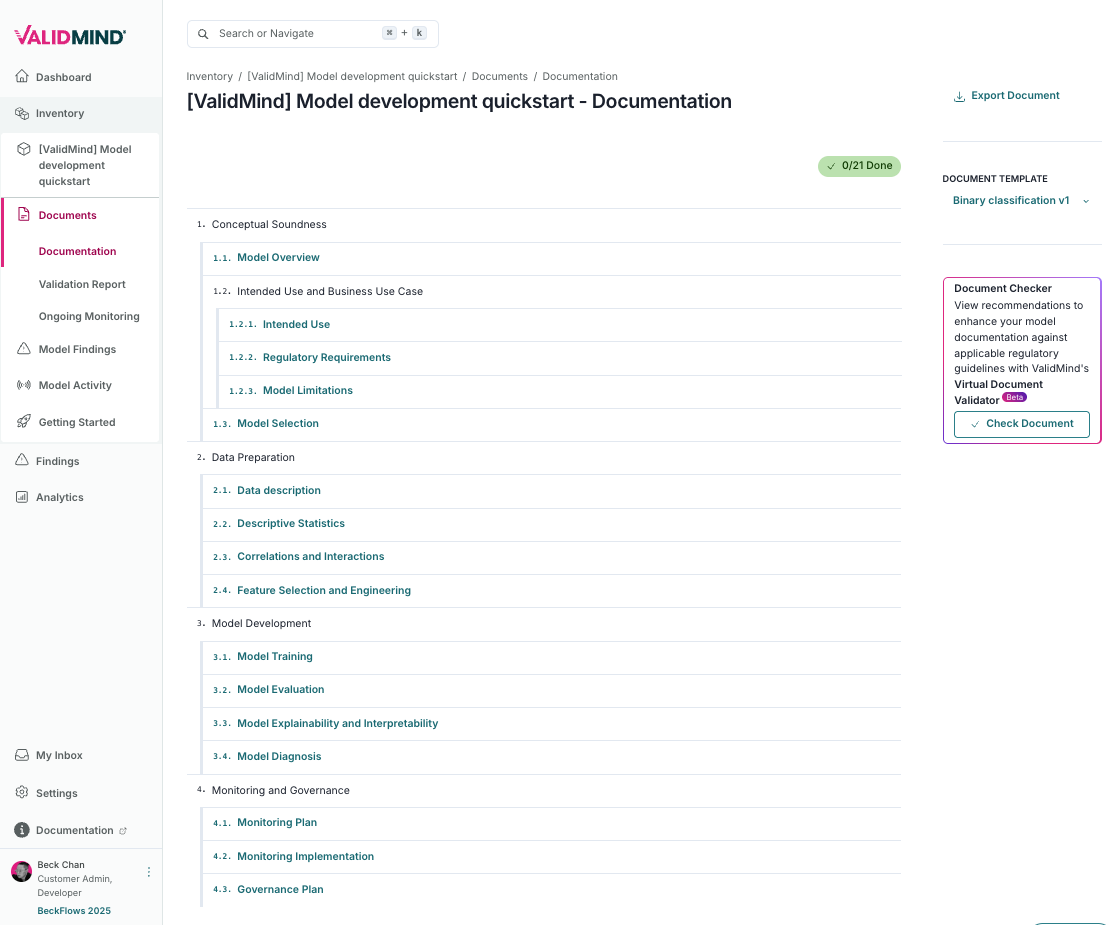 VALIDMIND
Search or Navigate
⌘ + k
Dashboard
Inventory
[ValidMind] Model
development
quickstart
Documents
Documentation
Validation Report
Ongoing Monitoring
Model Findings
Model Activity
Getting Started
Findings
Analytics
My Inbox
Settings
Documentation
Beck Chan
Customer Admin,
Developer
BeckFlows 2025
Inventory / [ValidMind] Model development quickstart / Documents / Documentation
[ValidMind] Model development quickstart - Documentation
0/21 Done
1. Conceptual Soundness
1.1. Model Overview
1.2. Intended Use and Business Use Case
1.2.1. Intended Use
1.2.2. Regulatory Requirements
1.2.3. Model Limitations
1.3. Model Selection
2. Data Preparation
2.1. Data description
2.2. Descriptive Statistics
2.3. Correlations and Interactions
2.4. Feature Selection and Engineering
3. Model Development
3.1. Model Training
3.2. Model Evaluation
3.3. Model Explainability and Interpretability
3.4. Model Diagnosis
4. Monitoring and Governance
4.1. Monitoring Plan
4.2. Monitoring Implementation
4.3. Governance Plan
Export Document
DOCUMENT TEMPLATE
Binary classification v1
Document Checker
View recommendations to
enhance your model
documentation against
applicable regulatory
guidelines with ValidMind's
Virtual Document
Validator Beta
Check Document